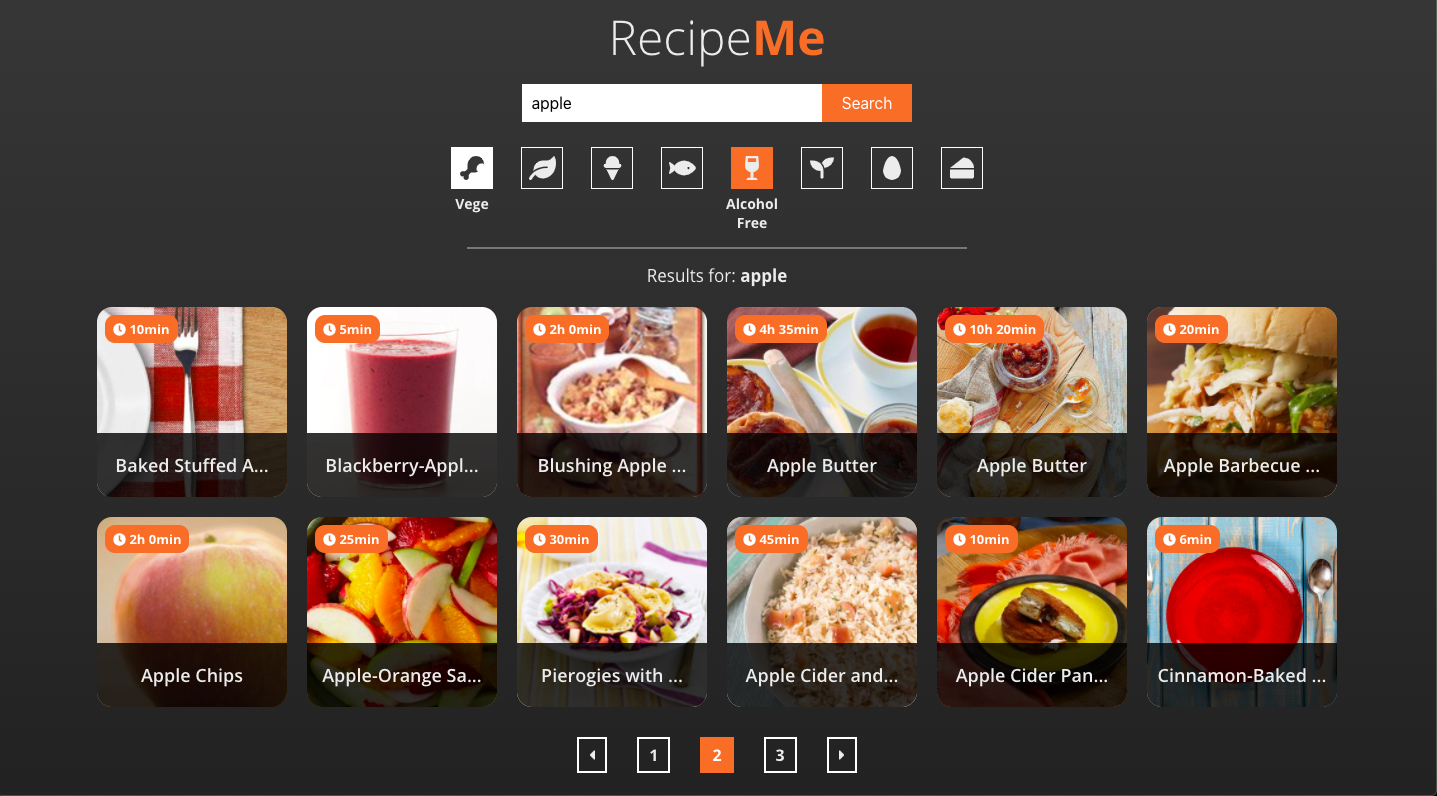 RecipeMe
apple
Search
Vege
Alcohol
Free
Results for: apple
10min
5min
2h 0min
4h 35min
10h 20min
20min
Baked Stuffed A...
Blackberry-Appl...
Blushing Apple ...
Apple Butter
Apple Butter
Apple Barbecue ...
2h 0min
25min
30min
45min
10min
6min
Apple Chips
Apple-Orange Sa...
Pierogies with ...
Apple Cider and...
Apple Cider Pan...
Cinnamon-Baked ...
1
2
3